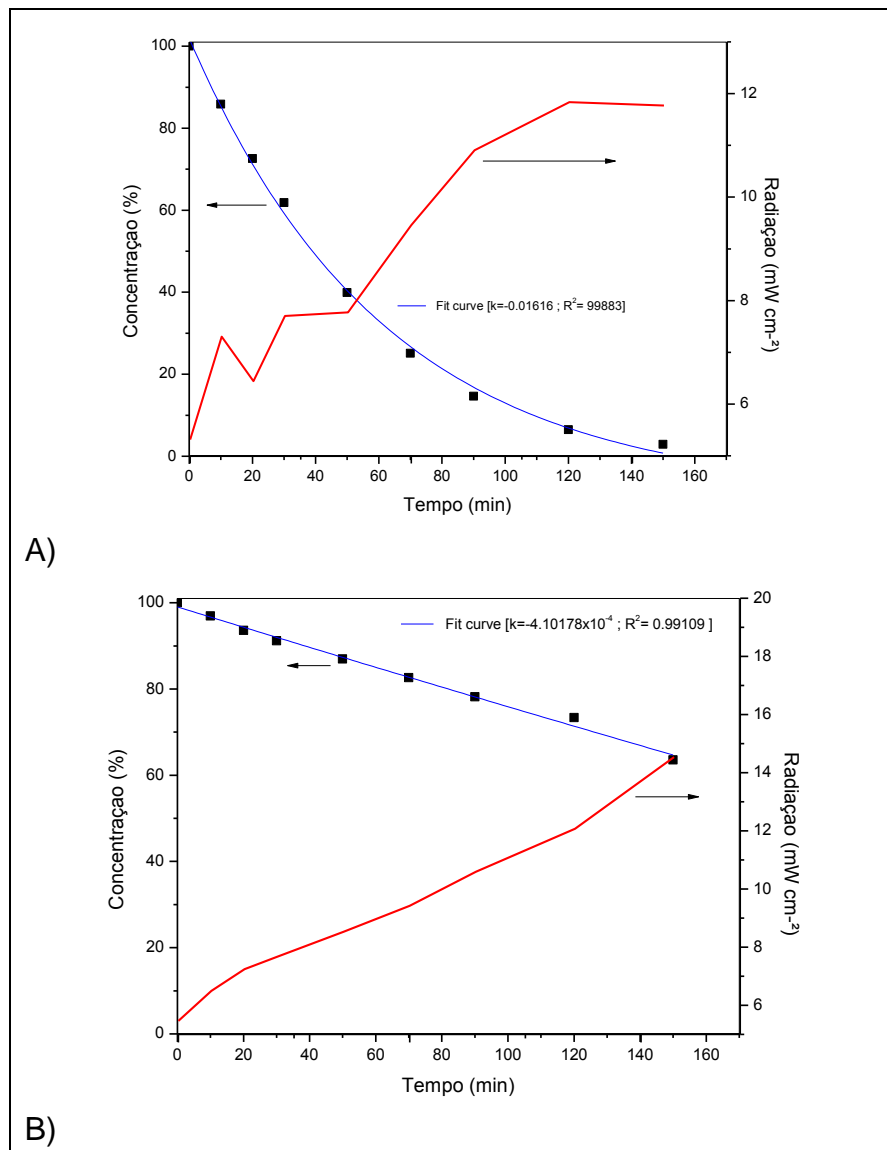 100
80
60
40
20
0
Concentraçao (%)
12
10
8
6
Radiaçao (mW cm-²)
Fit curve [k=-0.01616 ; R²= 99883]
0 20 40 60 80 100 120 140 160
Tempo (min)
A)
100
80
60
40
20
0
Concentraçao (%)
20
18
16
14
12
10
8
6
Radiaçao (mW cm-²)
Fit curve [k=-4.10178x10⁻⁴ ; R²= 0.99109 ]
0 20 40 60 80 100 120 140 160
Tempo (min)
B)